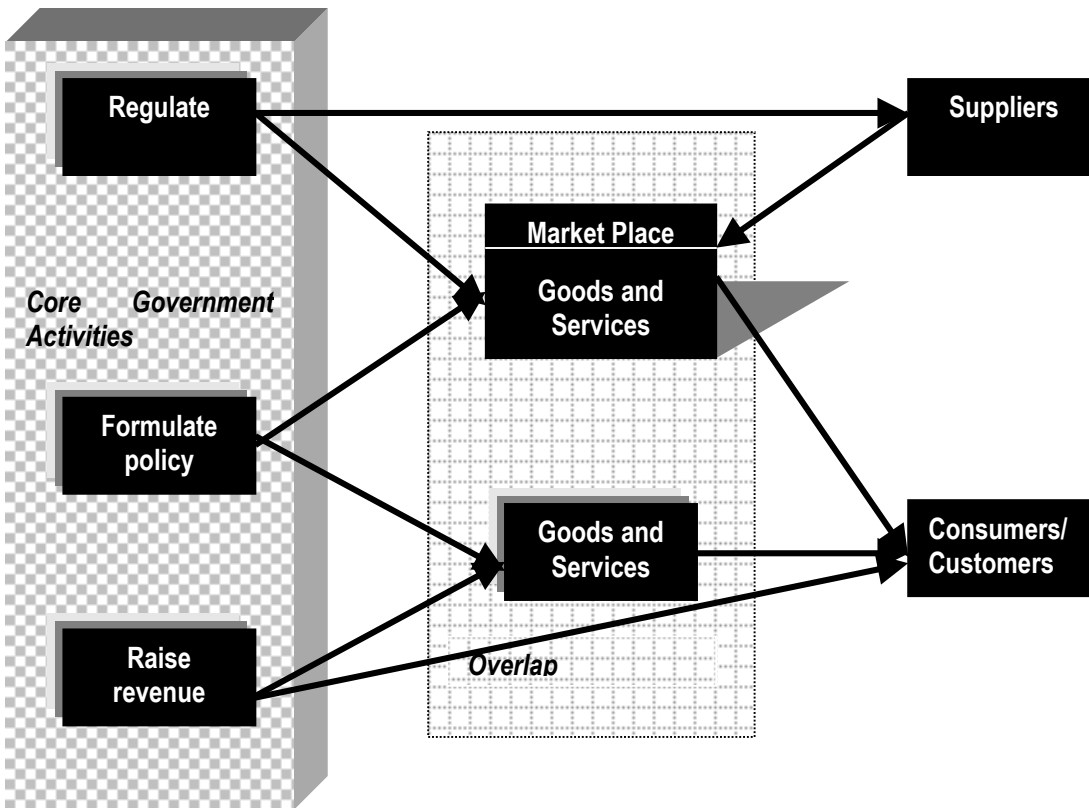 Regulate
Suppliers
Market Place
Goods and
Services
Core Government
Activities
Formulate
policy
Goods and
Services
Consumers/
Customers
Raise
revenue
Overlap